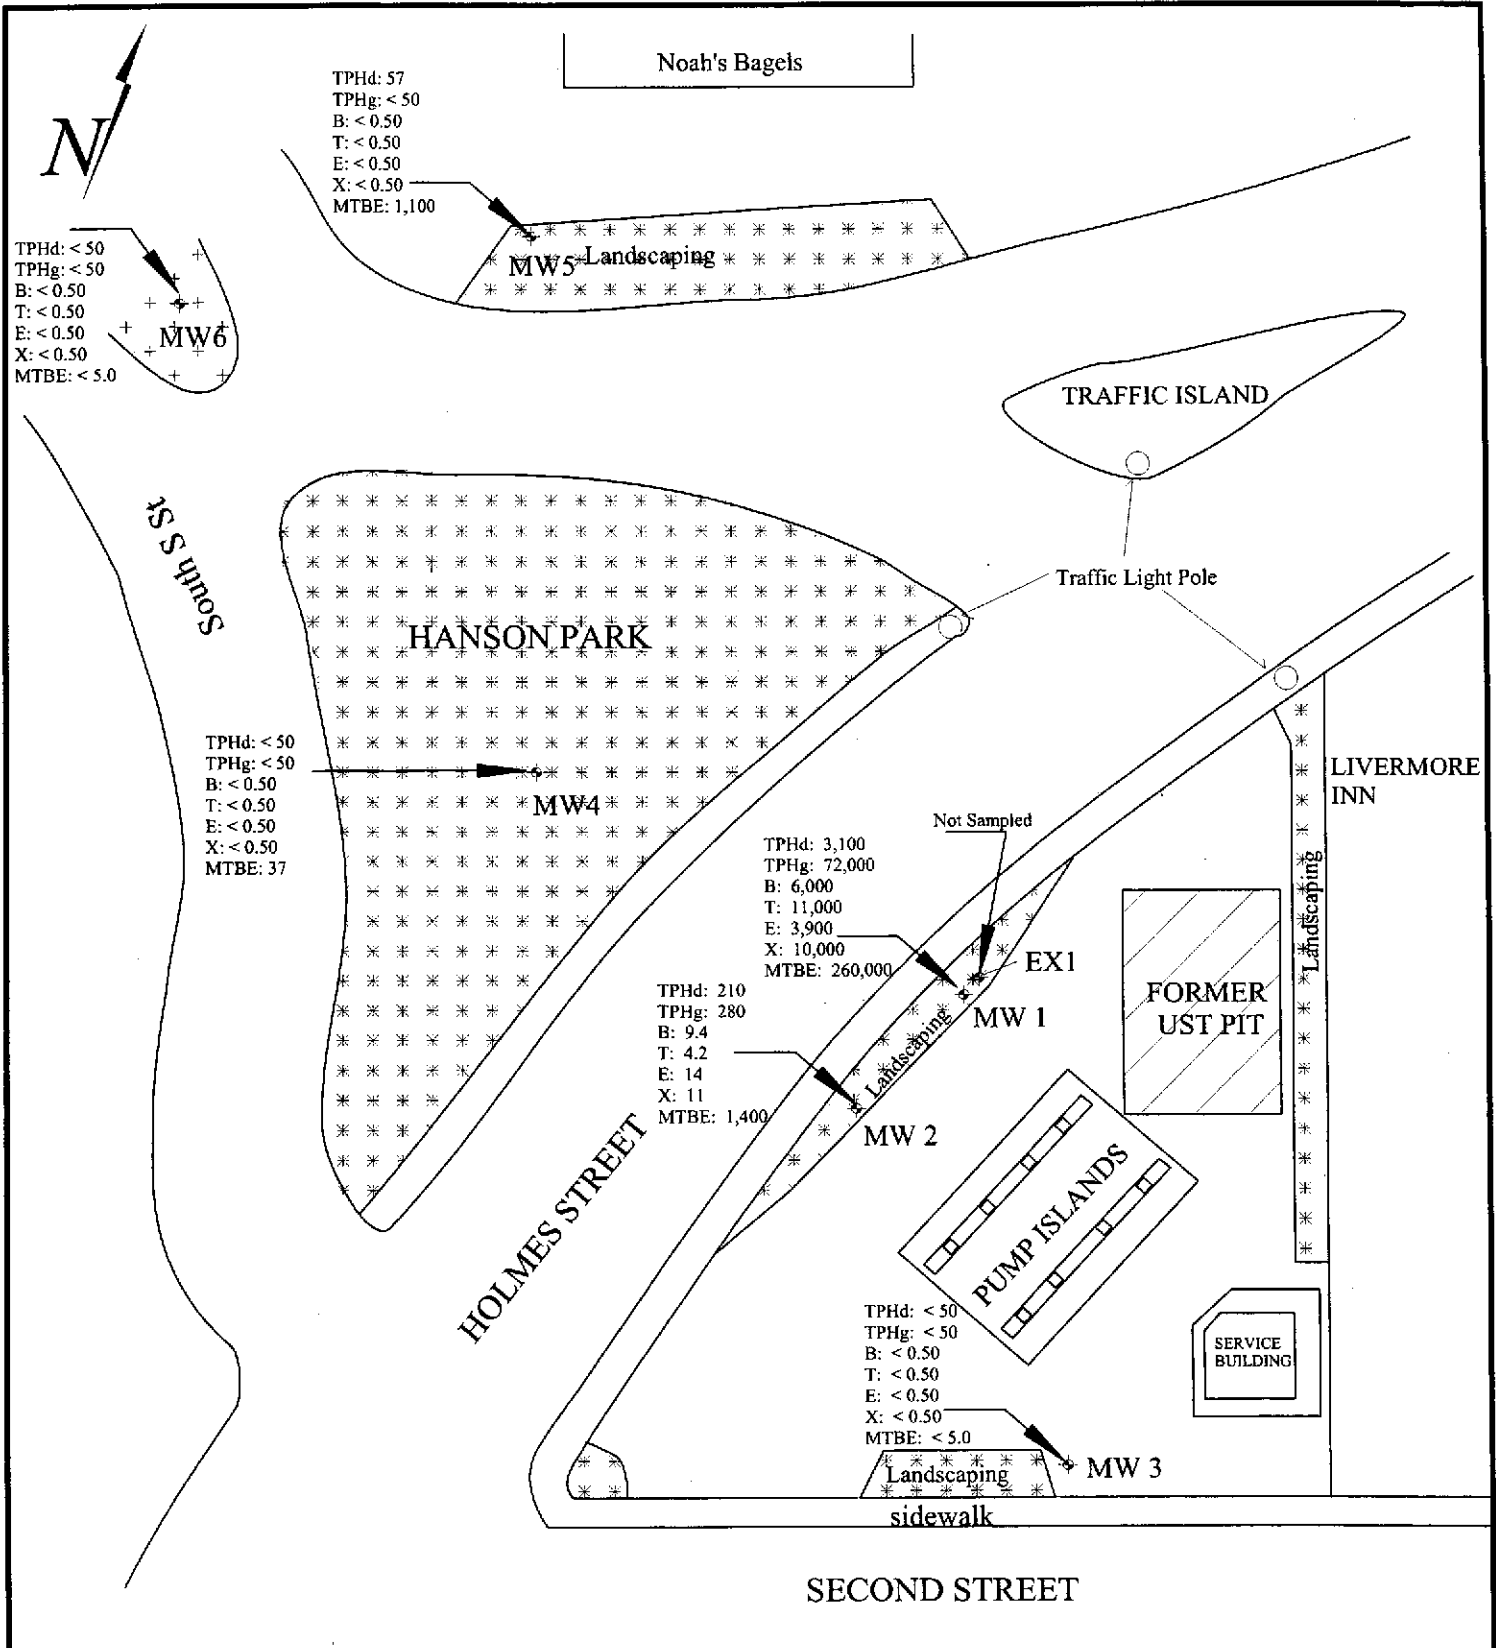 Noah's Bagels
N
TPHd: 57
TPHg: < 50
B: < 0.50
T: < 0.50
E: < 0.50
X: < 0.50
MTBE: 1,100
MW5
Landscaping
TPHd: < 50
TPHg: < 50
B: < 0.50
T: < 0.50
E: < 0.50
X: < 0.50
MTBE: < 5.0
MW6
TRAFFIC ISLAND
South S St
Traffic Light Pole
HANSON PARK
TPHd: < 50
TPHg: < 50
B: < 0.50
T: < 0.50
E: < 0.50
X: < 0.50
MTBE: 37
MW4
LIVERMORE
INN
Not Sampled
TPHd: 3,100
TPHg: 72,000
B: 6,000
T: 11,000
E: 3,900
X: 10,000
MTBE: 260,000
EX1
MW 1
Landscaping
FORMER
UST PIT
Landscaping
TPHd: 210
TPHg: 280
B: 9.4
T: 4.2
E: 14
X: 11
MTBE: 1,400
MW 2
HOLMES STREET
PUMP ISLANDS
SERVICE
BUILDING
TPHd: < 50
TPHg: < 50
B: < 0.50
T: < 0.50
E: < 0.50
X: < 0.50
MTBE: < 5.0
MW 3
Landscaping
sidewalk
SECOND STREET